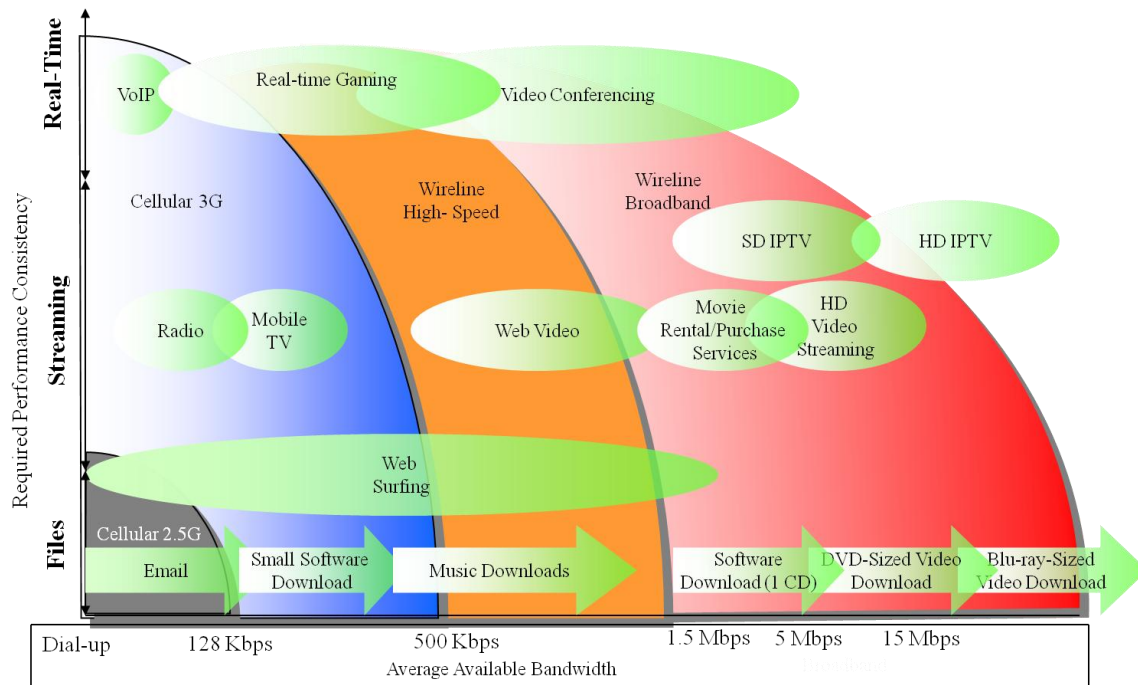 Real-Time
Streaming
Files
Required Performance Consistency
VoIP
Real-time Gaming
Video Conferencing
Cellular 3G
Wireline
High- Speed
Wireline
Broadband
SD IPTV
HD IPTV
Radio
Mobile
TV
Web Video
Movie
Rental/Purchase
Services
HD
Video
Streaming
Web
Surfing
Cellular 2.5G
Email
Small Software
Download
Music Downloads
Software
Download (1 CD)
DVD-Sized Video
Download
Blu-ray-Sized
Video Download
Dial-up
128 Kbps
500 Kbps
1.5 Mbps
5 Mbps
15 Mbps
Average Available Bandwidth